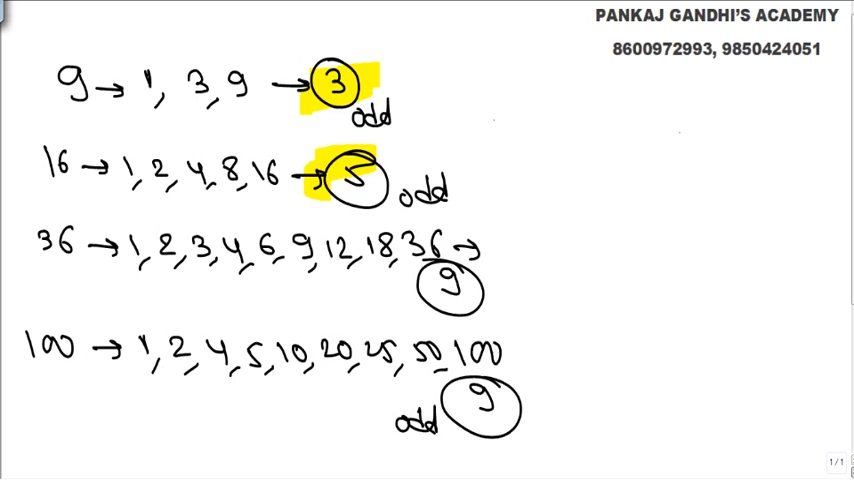 PANKAJ GANDHI'S ACADEMY
8600972993, 9850424051
9 → 1, 3, 9 → 3
odd
16 → 1, 2, 4, 8, 16 → 5
odd
36 → 1, 2, 3, 4, 6, 9, 12, 18, 36 →
9
100 → 1, 2, 4, 5, 10, 20, 25, 50, 100
9
odd
1/1